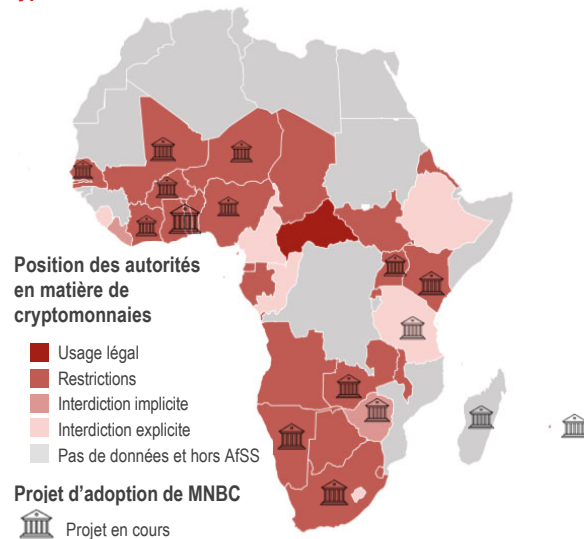 Position des autorités
en matière de
cryptomonnaies
Usage légal
Restrictions
Interdiction implicite
Interdiction explicite
Pas de données et hors AfSS
Projet d'adoption de MNBC
Projet en cours